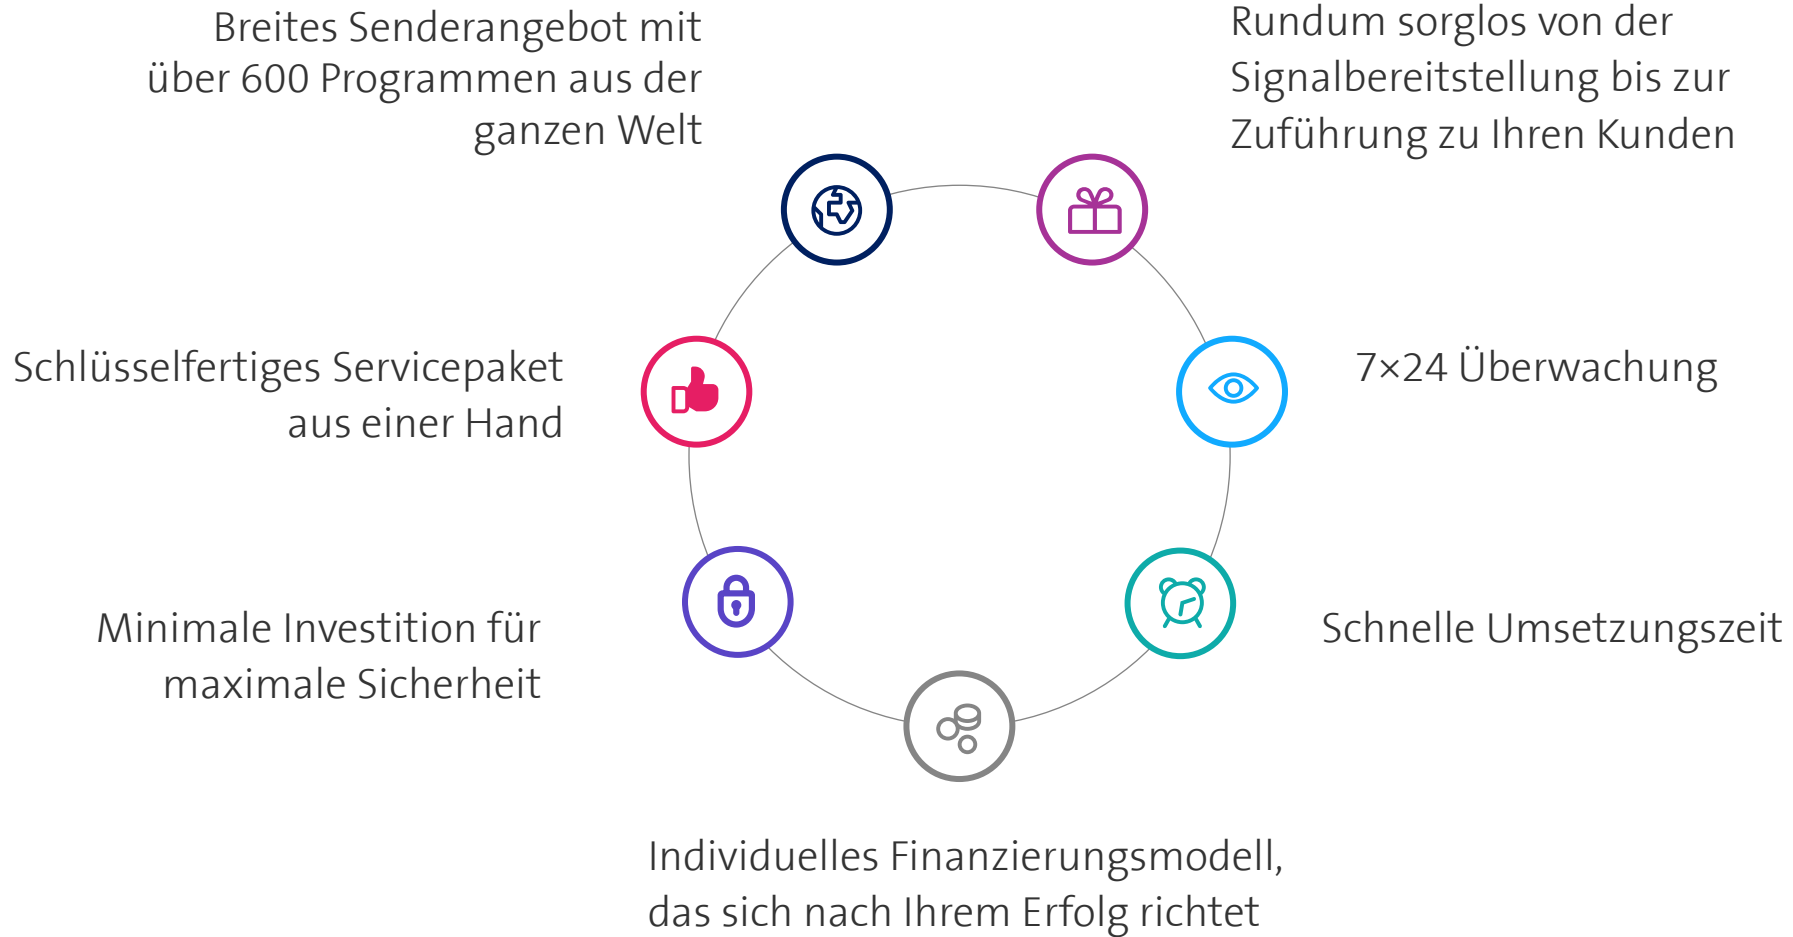 Breites Senderangebot mit
über 600 Programmen aus der
ganzen Welt
Rundum sorglos von der
Signalbereitstellung bis zur
Zuführung zu Ihren Kunden
Schlüsselfertiges Servicepaket
aus einer Hand
7×24 Überwachung
Minimale Investition für
maximale Sicherheit
Schnelle Umsetzungszeit
Individuelles Finanzierungsmodell,
das sich nach Ihrem Erfolg richtet